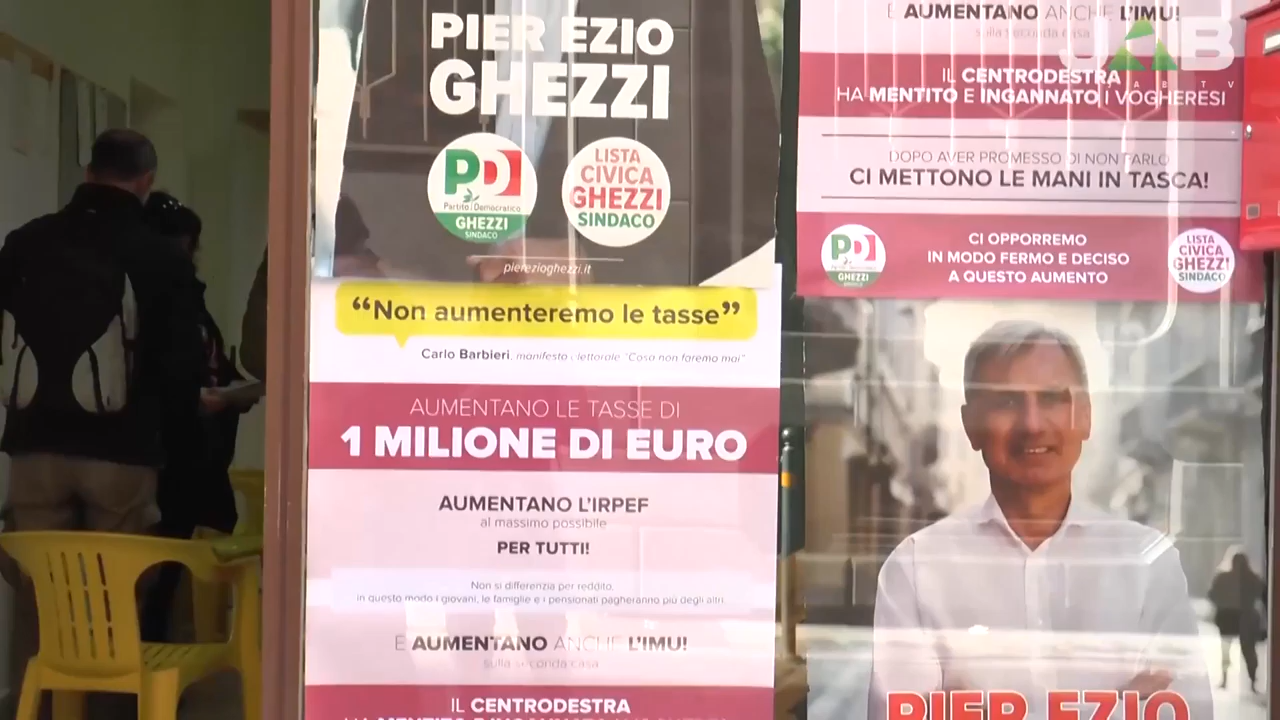 PIER EZIO
GHEZZI
PD
Partito Democratico
GHEZZI
SINDACO
LISTA
CIVICA
GHEZZI
SINDACO
pierezioghezzi.it
“Non aumenteremo le tasse”
Carlo Barbieri, manifesto elettorale “Cosa non faremo mai”
AUMENTANO LE TASSE DI
1 MILIONE DI EURO
AUMENTANO L'IRPEF
al massimo possibile
PER TUTTI!
Non si differenzia per reddito,
in questo modo i giovani, le famiglie e i pensionati pagheranno più degli altri.
E AUMENTANO ANCHE L'IMU!
sulla seconda casa
IL CENTRODESTRA
E AUMENTANO ANCHE L'IMU!
sulla seconda casa
IL CENTRODESTRA
HA MENTITO E INGANNATO I VOGHERESI
DOPO AVER PROMESSO DI NON FARLO
CI METTONO LE MANI IN TASCA!
PD
GHEZZI
CI OPPORREMO
IN MODO FERMO E DECISO
A QUESTO AUMENTO
LISTA
CIVICA
GHEZZI
SINDACO
PIER EZIO